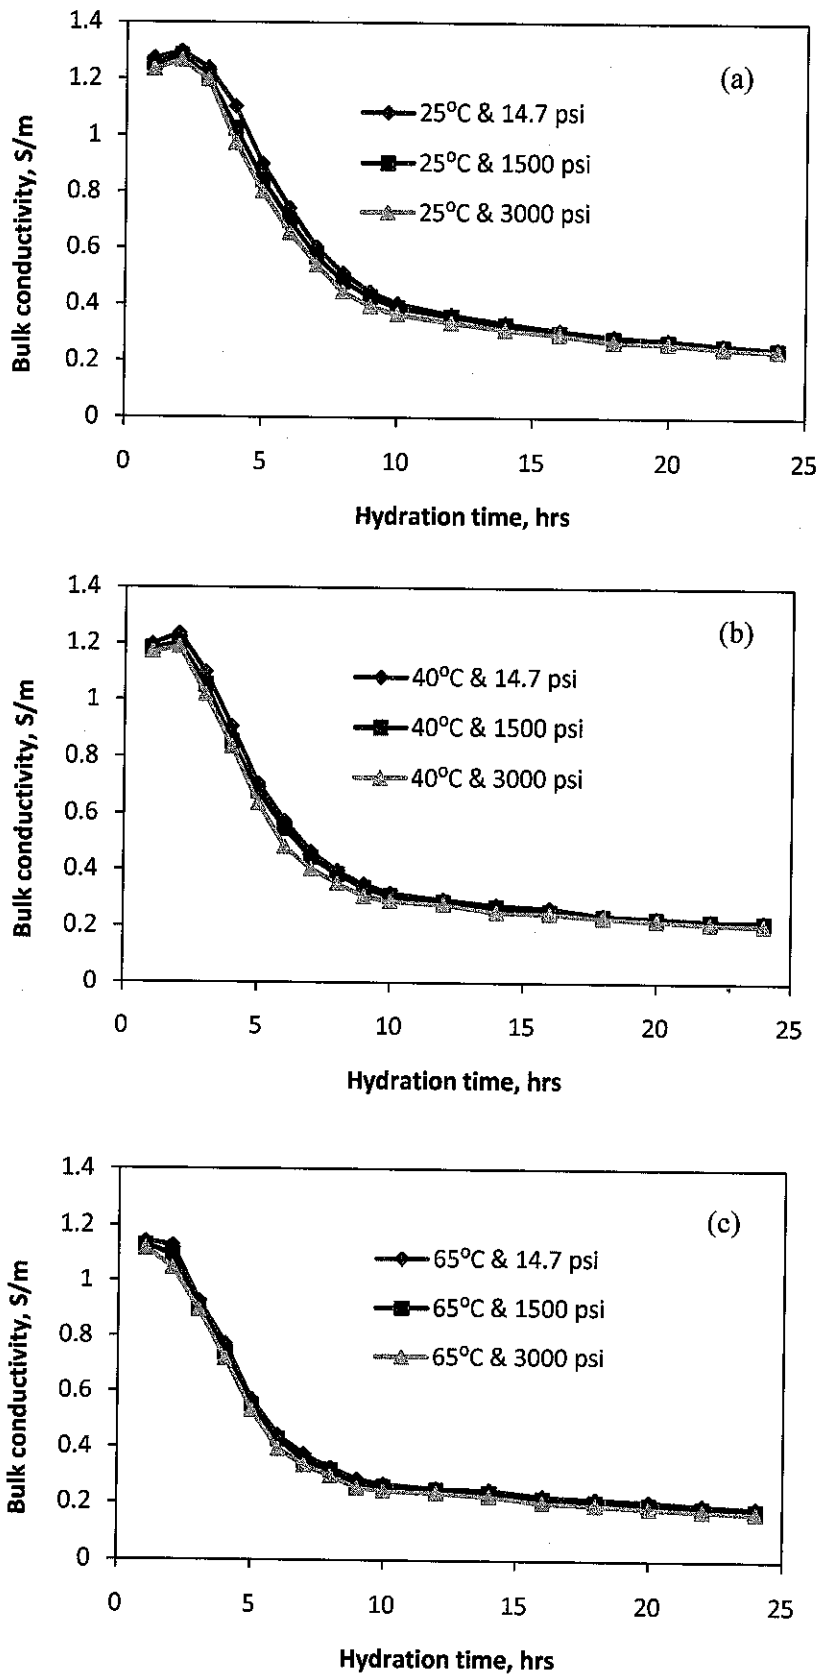 1.4
1.2
1
0.8
0.6
0.4
0.2
0
Bulk conductivity, S/m
(a)
25°C & 14.7 psi
25°C & 1500 psi
25°C & 3000 psi
0 5 10 15 20 25
Hydration time, hrs
1.4
1.2
1
0.8
0.6
0.4
0.2
0
Bulk conductivity, S/m
(b)
40°C & 14.7 psi
40°C & 1500 psi
40°C & 3000 psi
0 5 10 15 20 25
Hydration time, hrs
1.4
1.2
1
0.8
0.6
0.4
0.2
0
Bulk conductivity, S/m
(c)
65°C & 14.7 psi
65°C & 1500 psi
65°C & 3000 psi
0 5 10 15 20 25
Hydration time, hrs